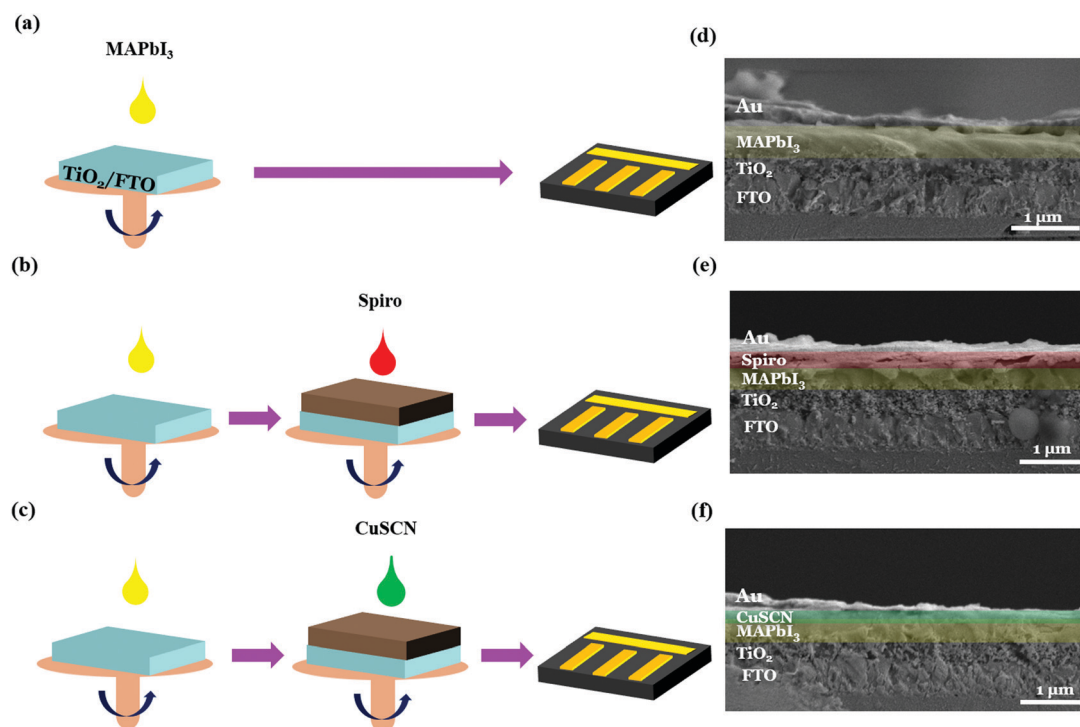 (a)
MAPbI₃
TiO₂/FTO
(d)
Au
MAPbI₃
TiO₂
FTO
1 µm
(b)
Spiro
(e)
Au
Spiro
MAPbI₃
TiO₂
FTO
1 µm
(c)
CuSCN
(f)
Au
CuSCN
MAPbI₃
TiO₂
FTO
1 µm